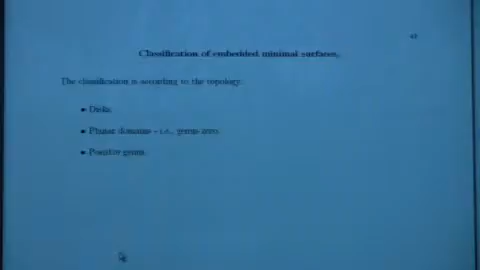 Classification of embedded minimal surfaces.
The classification is according to the topology.
• Disks.
• Planar domains - i.e., genus zero.
• Positive genus.